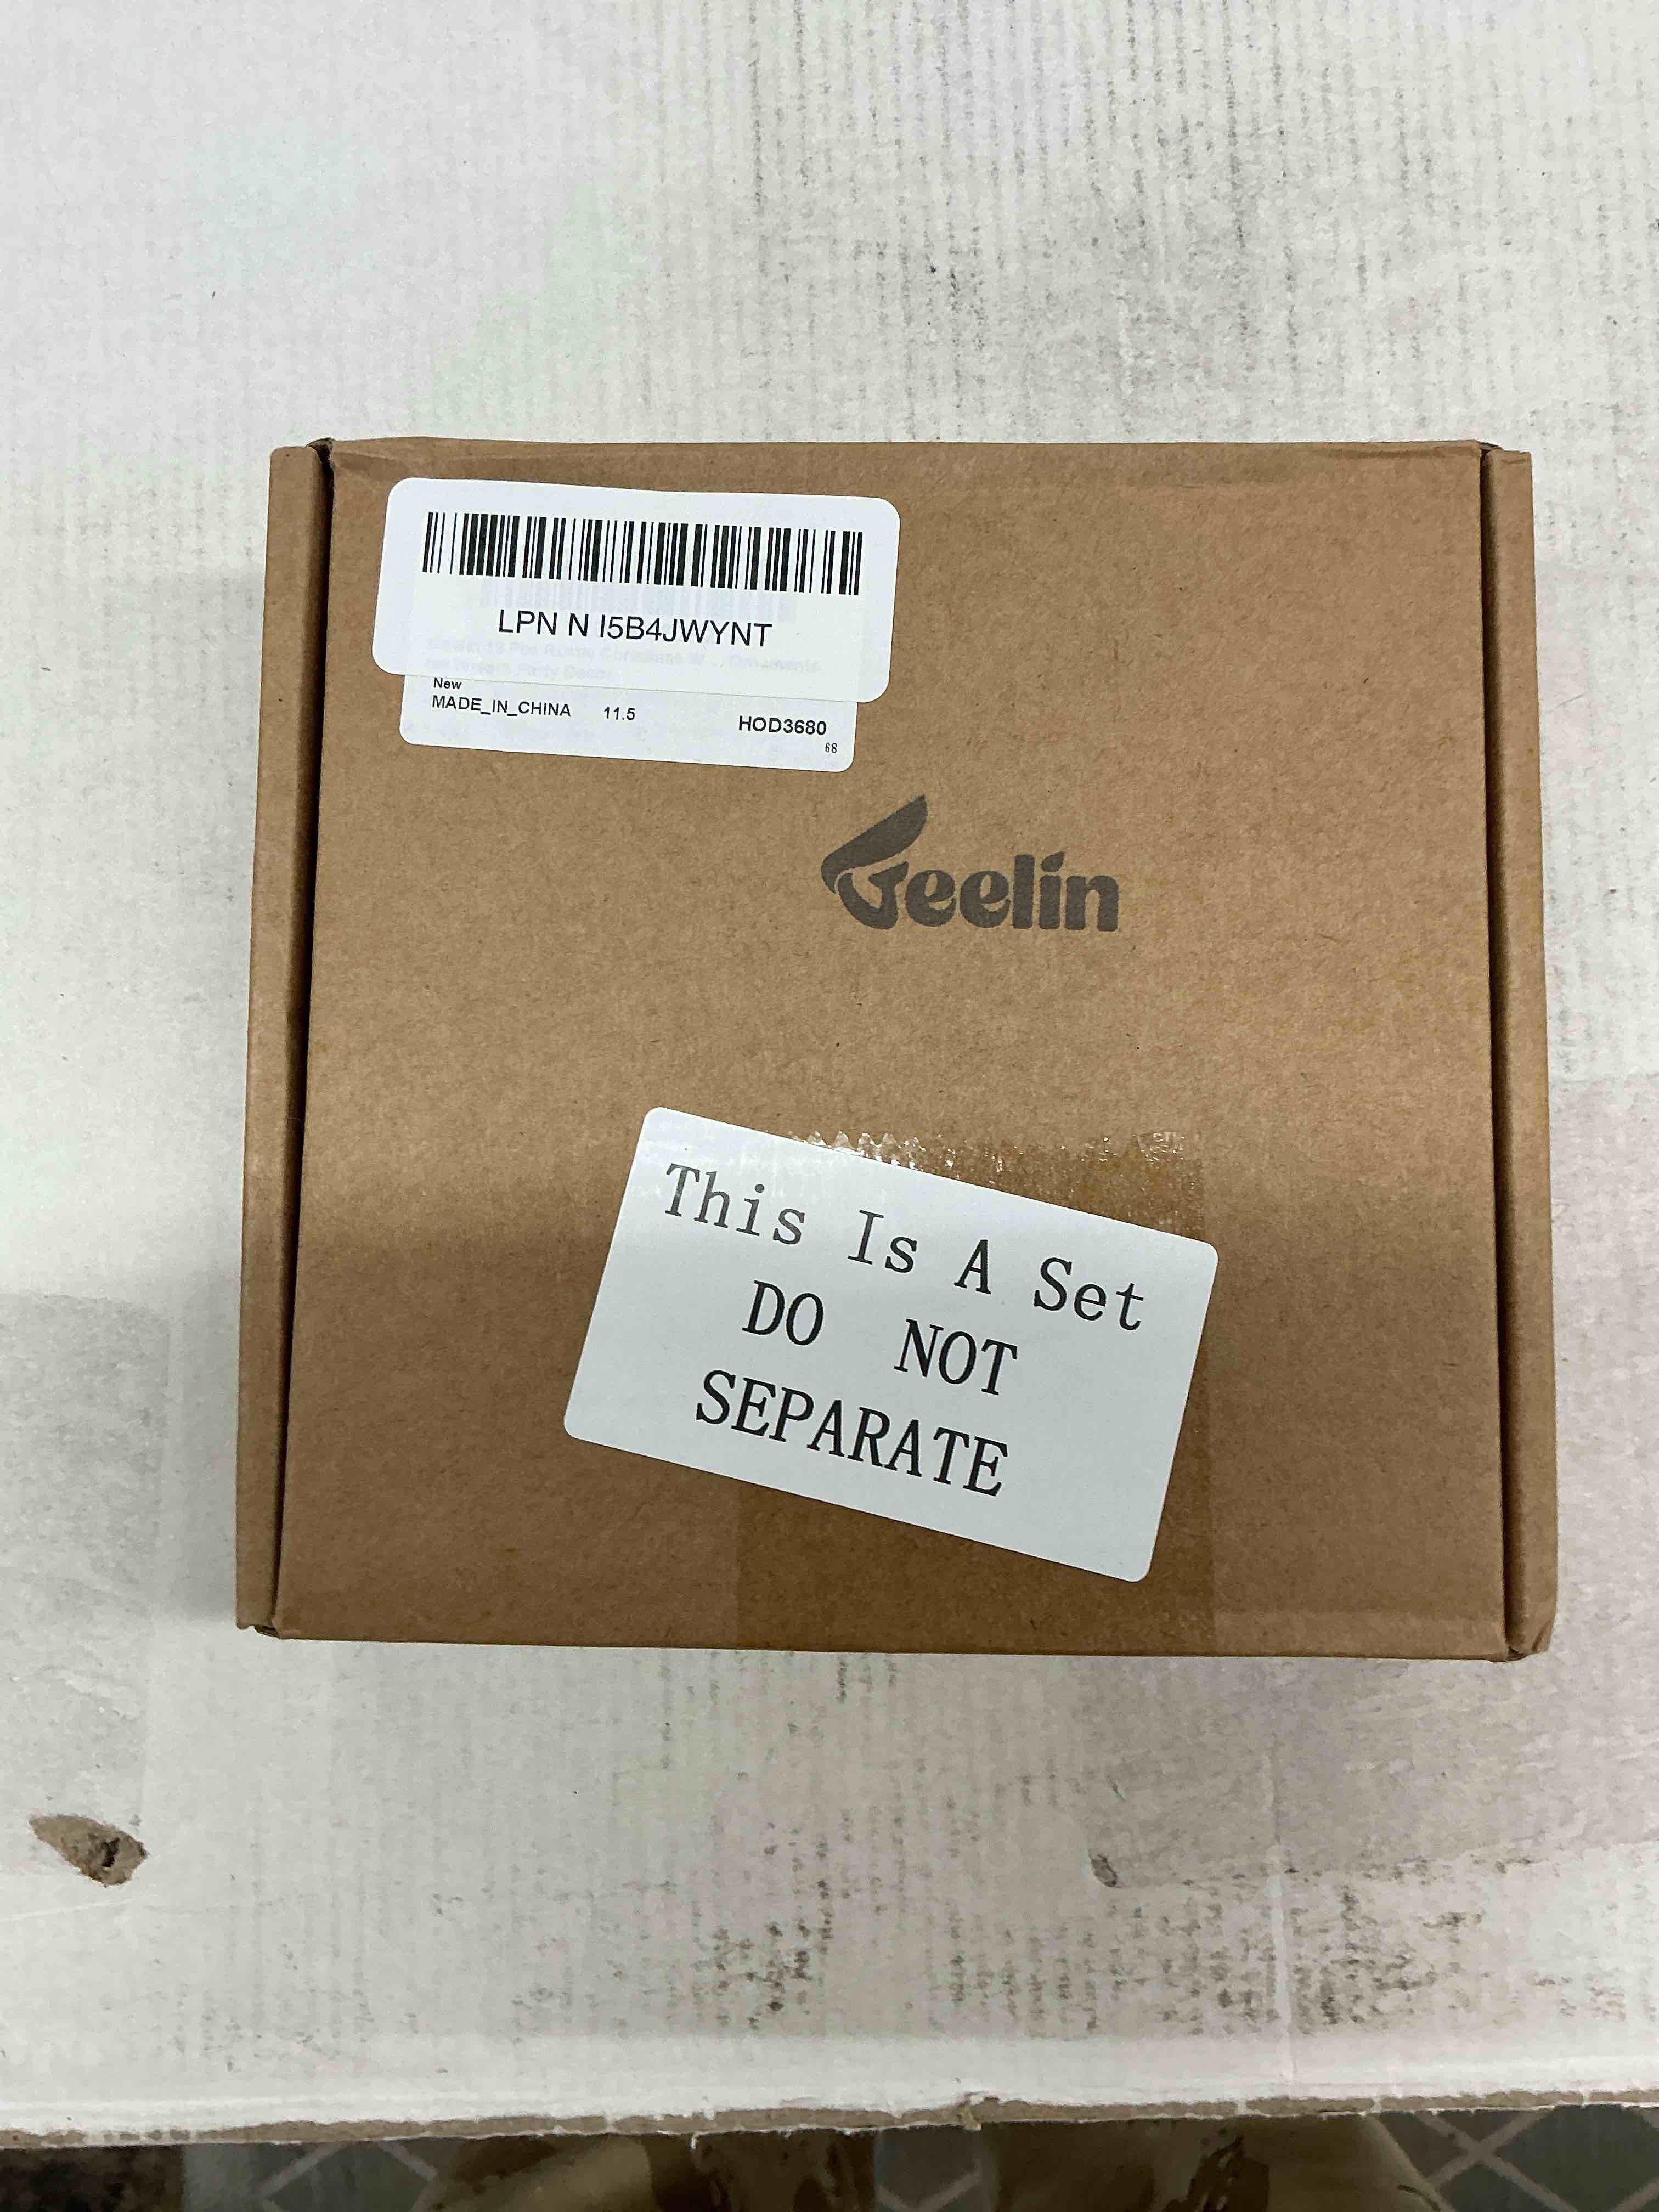 LPN N I5B4JWYNT
New
MADE_IN_CHINA 11.5 HOD3680
68
Geelin
This Is A Set
DO NOT
SEPARATE